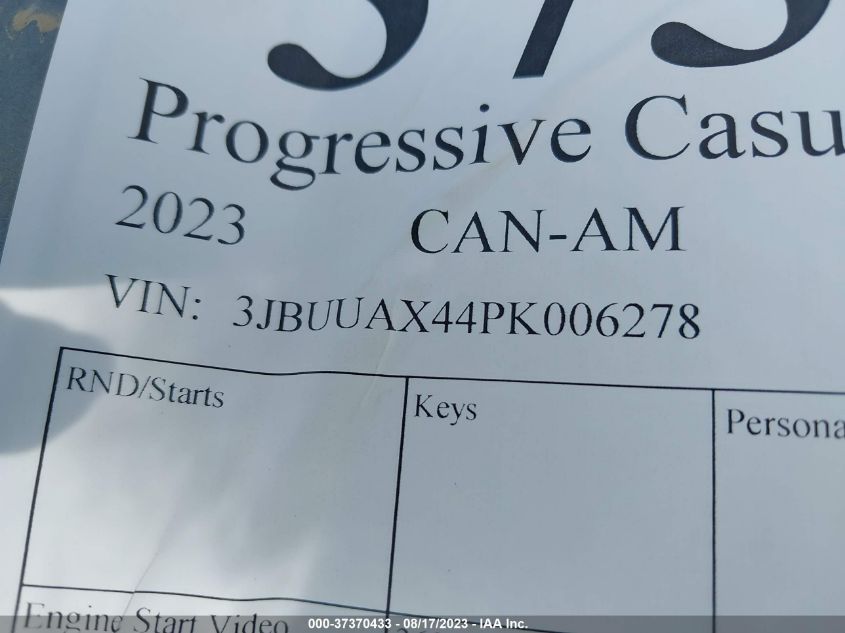 Progressive Casu
2023 CAN-AM
VIN: 3JBUUAX44PK006278
RND/Starts Keys Persona
Engine Start Video
000-37370433 - 08/17/2023 - IAA Inc.